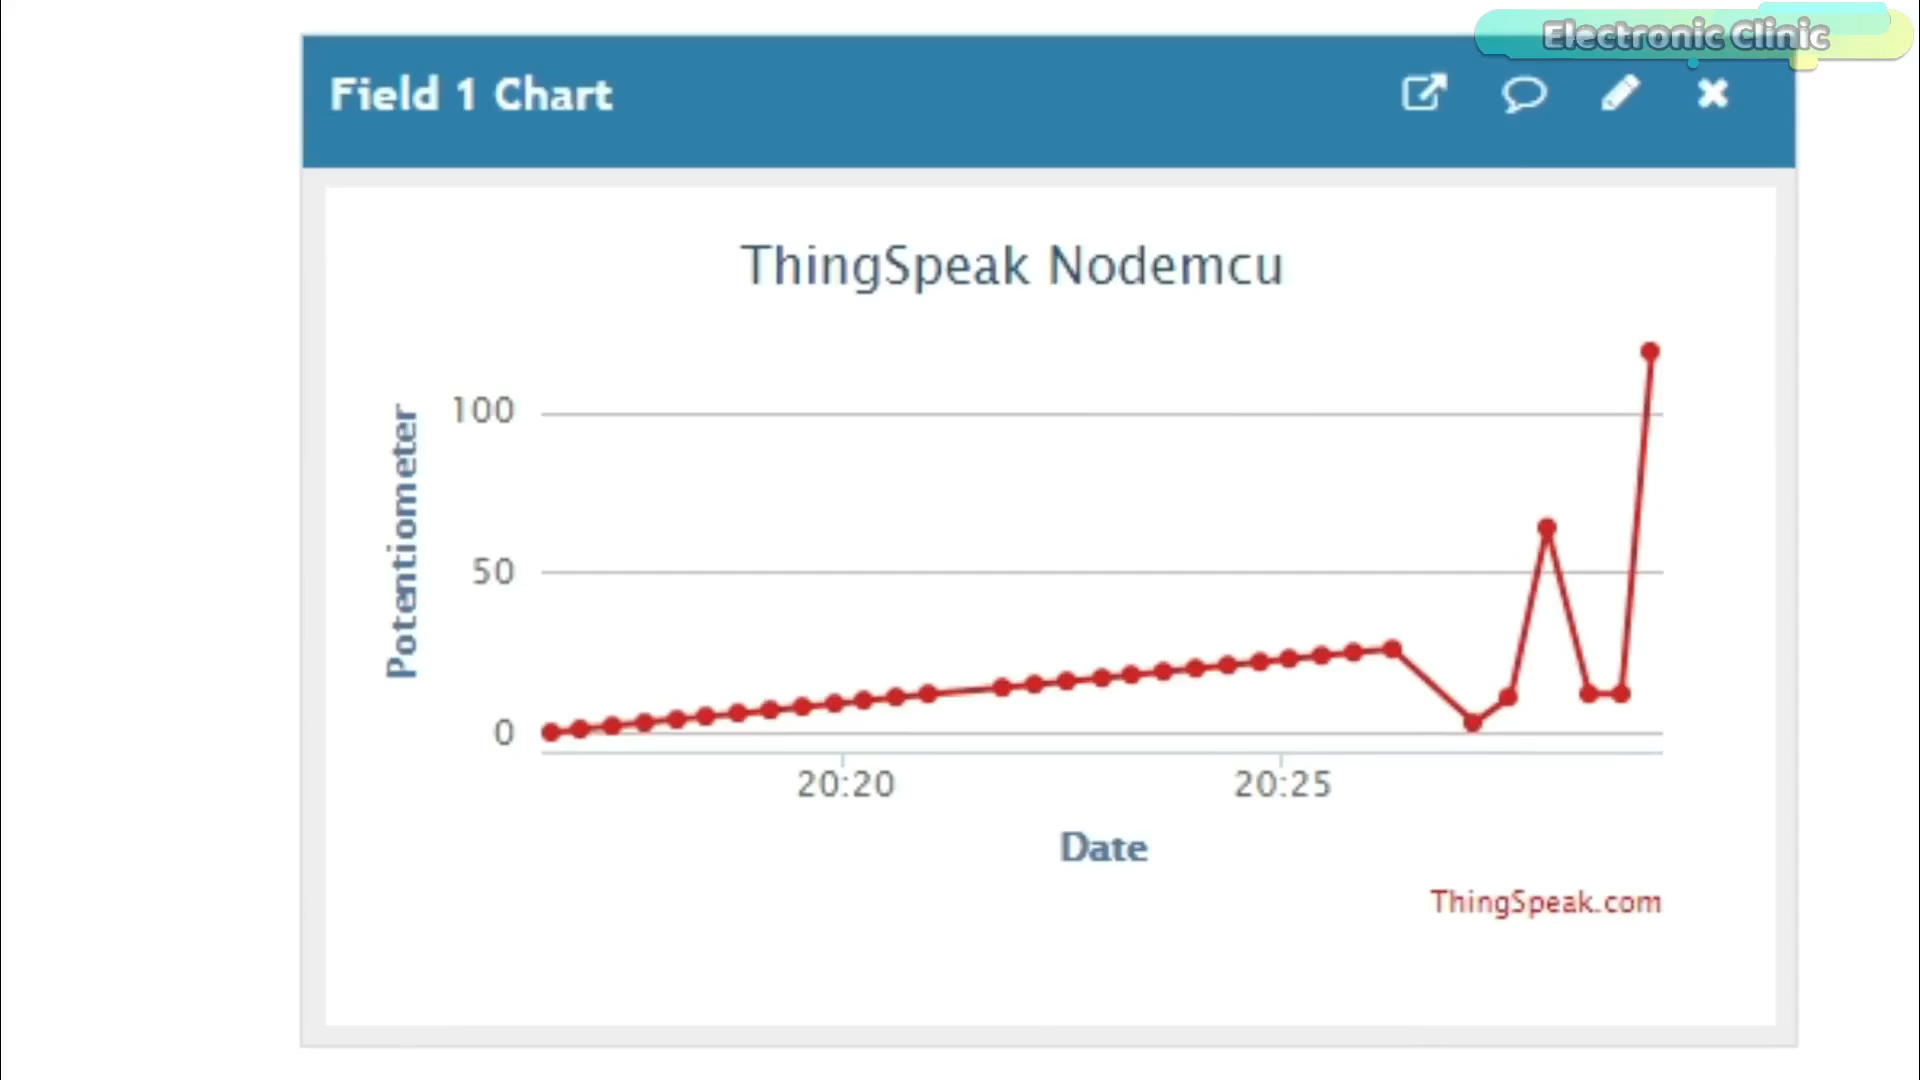 Electronic Clinic
Field 1 Chart
ThingSpeak Nodemcu
Potentiometer
100
50
0
20:20
20:25
Date
ThingSpeak.com